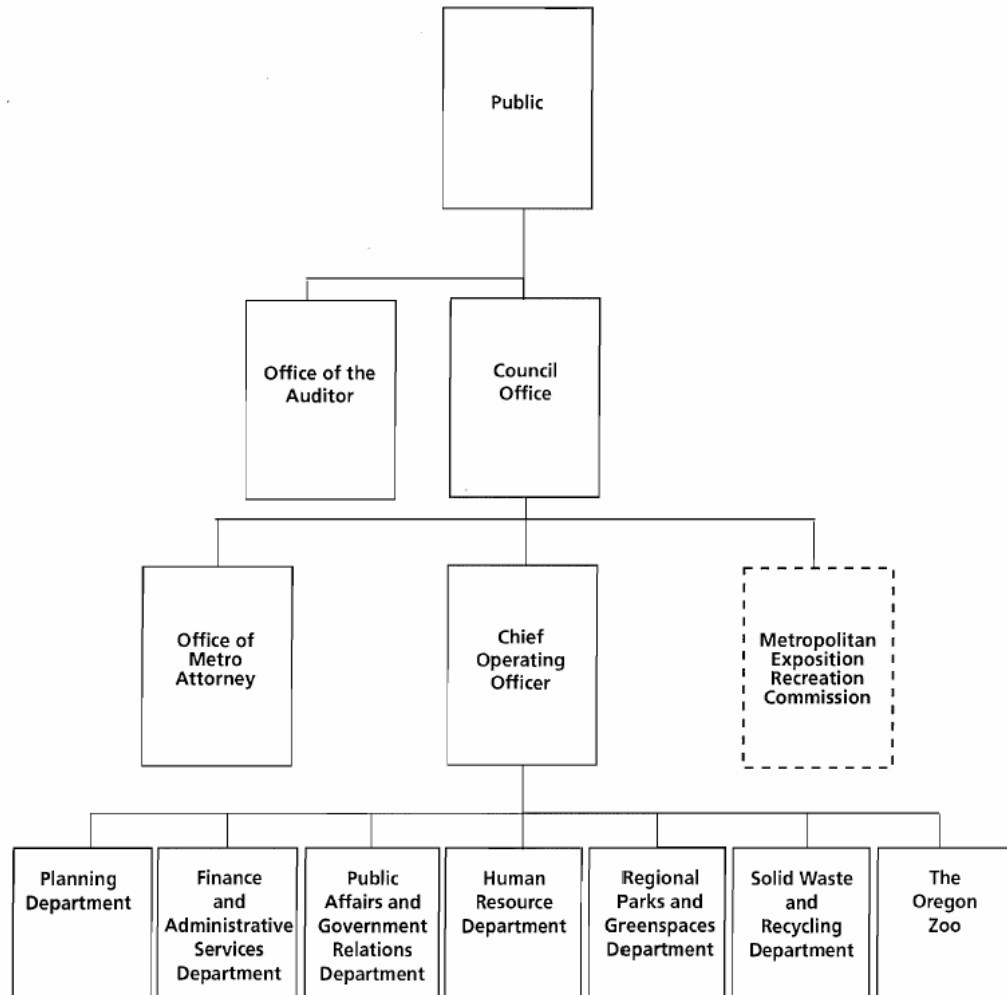 Public
Office of the
Auditor
Council
Office
Office of
Metro
Attorney
Chief
Operating
Officer
Metropolitan
Exposition
Recreation
Commission
Planning
Department
Finance
and
Administrative
Services
Department
Public
Affairs and
Government
Relations
Department
Human
Resource
Department
Regional
Parks and
Greenspaces
Department
Solid Waste
and
Recycling
Department
The
Oregon
Zoo